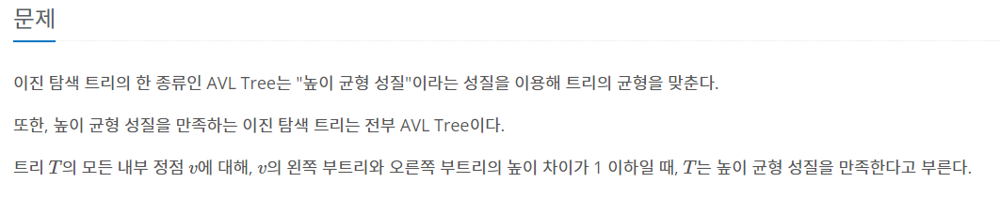 문제
이진 탐색 트리의 한 종류인 AVL Tree는 "높이 균형 성질"이라는 성질을 이용해 트리의 균형을 맞춘다.
또한, 높이 균형 성질을 만족하는 이진 탐색 트리는 전부 AVL Tree이다.
트리 T의 모든 내부 정점 v에 대해, v의 왼쪽 부트리와 오른쪽 부트리의 높이 차이가 1 이하일 때, T는 높이 균형 성질을 만족한다고 부른다.